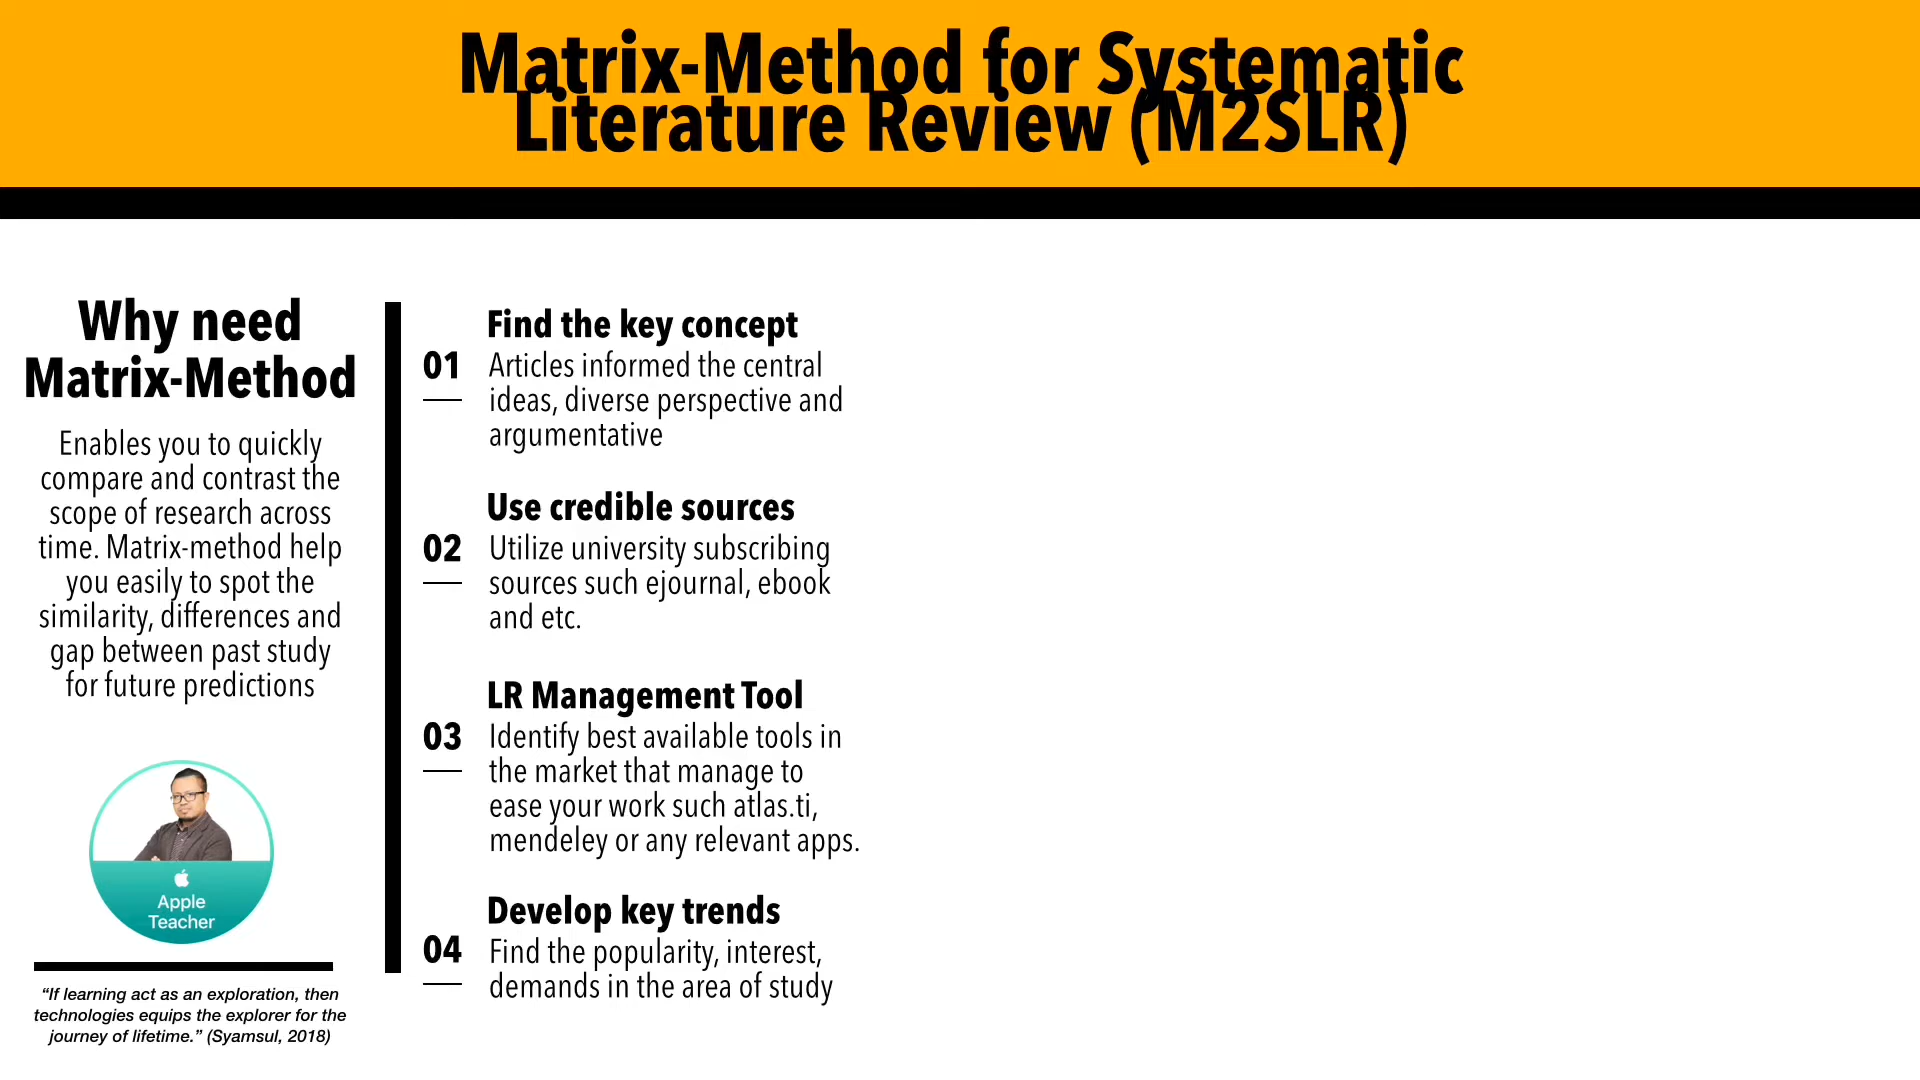 Matrix-Method for Systematic
Literature Review (M2SLR)
Why need
Matrix-Method
Enables you to quickly
compare and contrast the
scope of research across
time. Matrix-method help
you easily to spot the
similarity, differences and
gap between past study
for future predictions
Apple
Teacher
“If learning act as an exploration, then
technologies equips the explorer for the
journey of lifetime.” (Syamsul, 2018)
01
Find the key concept
Articles informed the central
ideas, diverse perspective and
argumentative
02
Use credible sources
Utilize university subscribing
sources such ejournal, ebook
and etc.
03
LR Management Tool
Identify best available tools in
the market that manage to
ease your work such atlas.ti,
mendeley or any relevant apps.
04
Develop key trends
Find the popularity, interest,
demands in the area of study